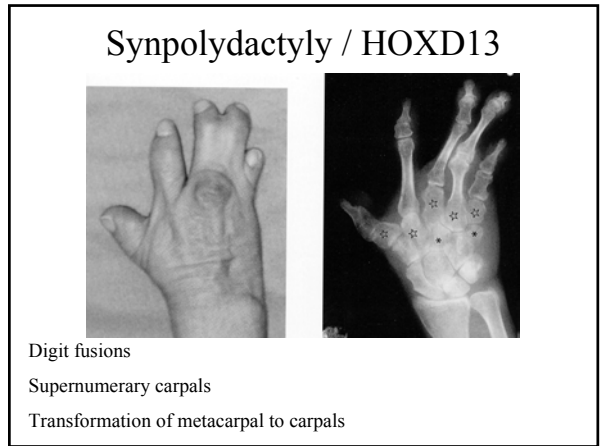 Synpolydactyly / HOXD13
Digit fusions
Supernumerary carpals
Transformation of metacarpal to carpals